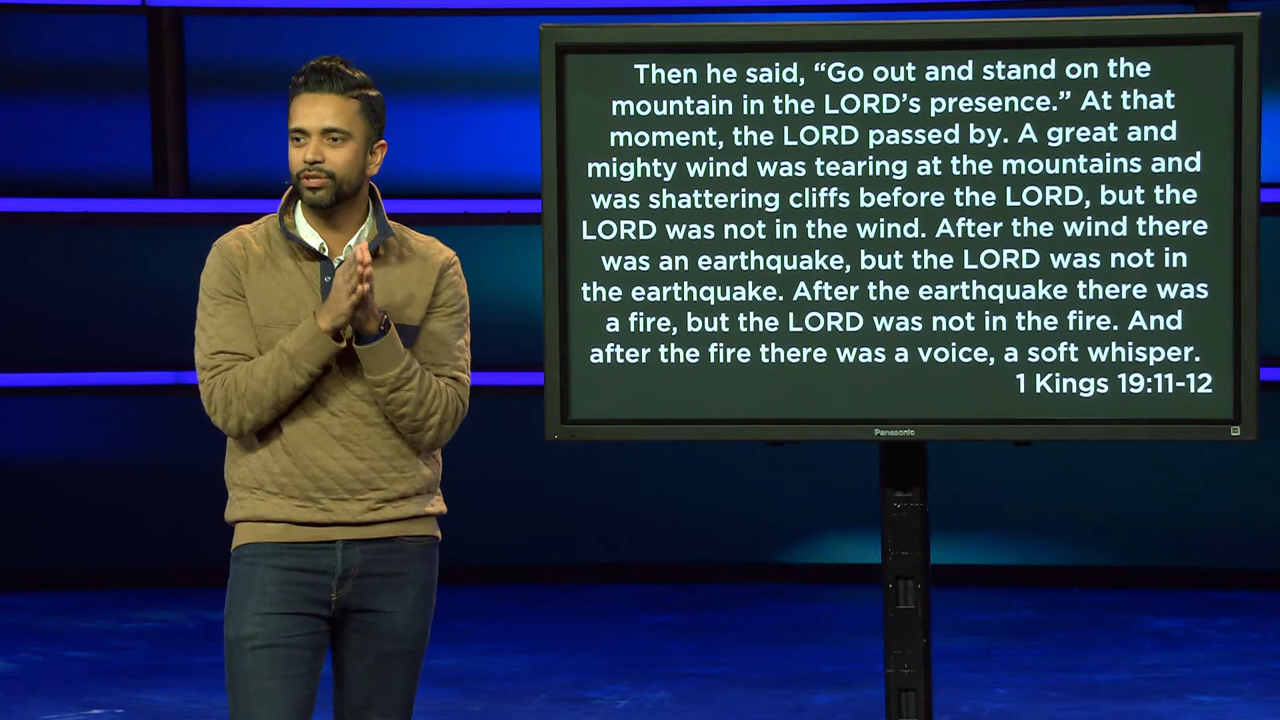 Then he said, “Go out and stand on the
mountain in the LORD’s presence.” At that
moment, the LORD passed by. A great and
mighty wind was tearing at the mountains and
was shattering cliffs before the LORD, but the
LORD was not in the wind. After the wind there
was an earthquake, but the LORD was not in
the earthquake. After the earthquake there was
a fire, but the LORD was not in the fire. And
after the fire there was a voice, a soft whisper.
1 Kings 19:11-12
Panasonic